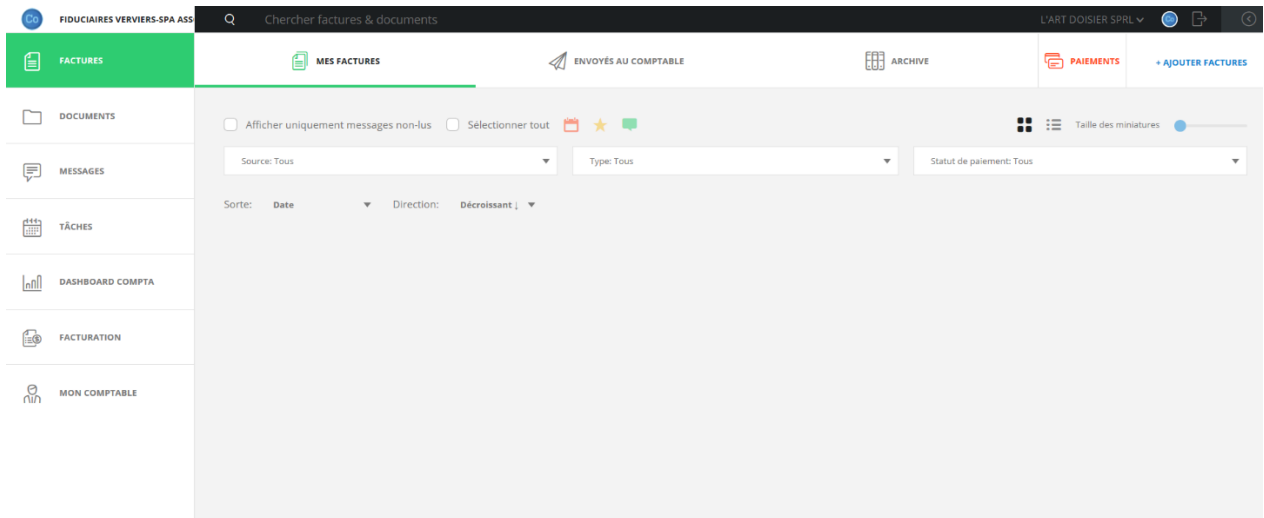 Co FIDUCIAIRES VERVIERS-SPA ASS Chercher factures & documents L'ART DOISIER SPRL Co
FACTURES MES FACTURES ENVOYÉS AU COMPTABLE ARCHIVE PAIEMENTS + AJOUTER FACTURES
DOCUMENTS Afficher uniquement messages non-lus Sélectionner tout Taille des miniatures
MESSAGES Source: Tous Type: Tous Statut de paiement: Tous
Sorte: Date Direction: Décroissant ↓
TÂCHES
DASHBOARD COMPTA
FACTURATION
MON COMPTABLE